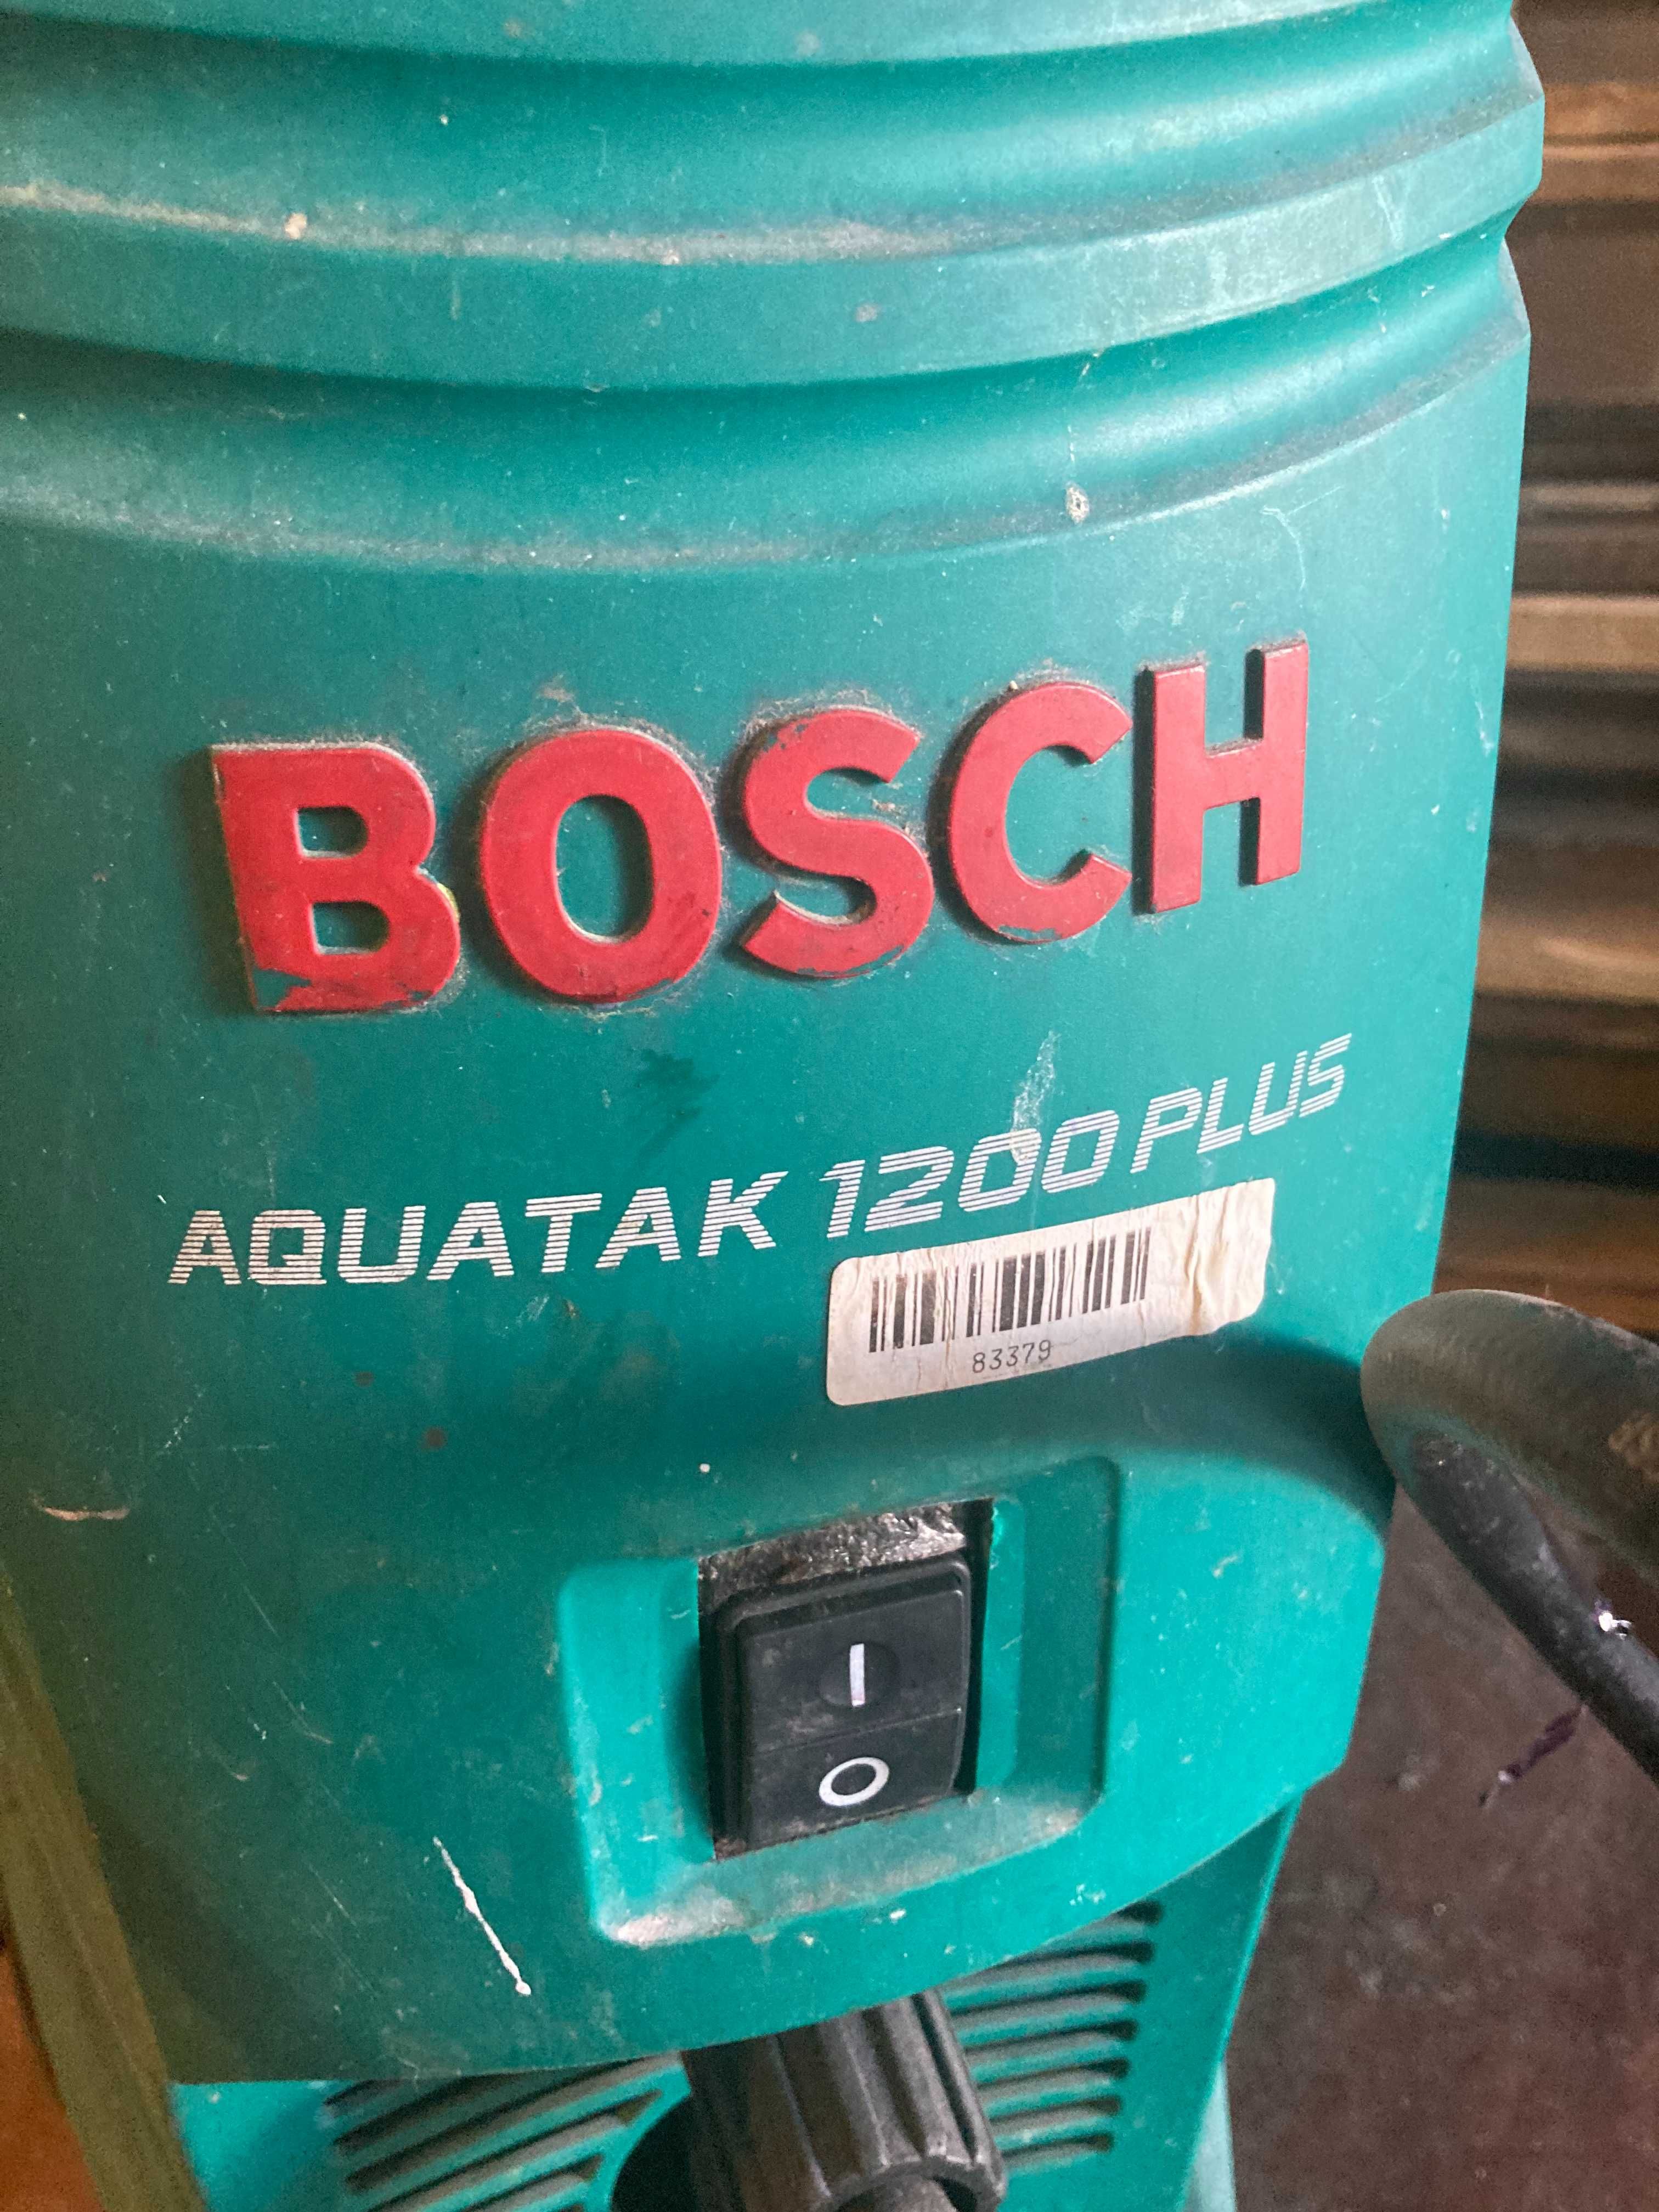 BOSCH
AQUATAK 1200 PLUS
83379
I
O